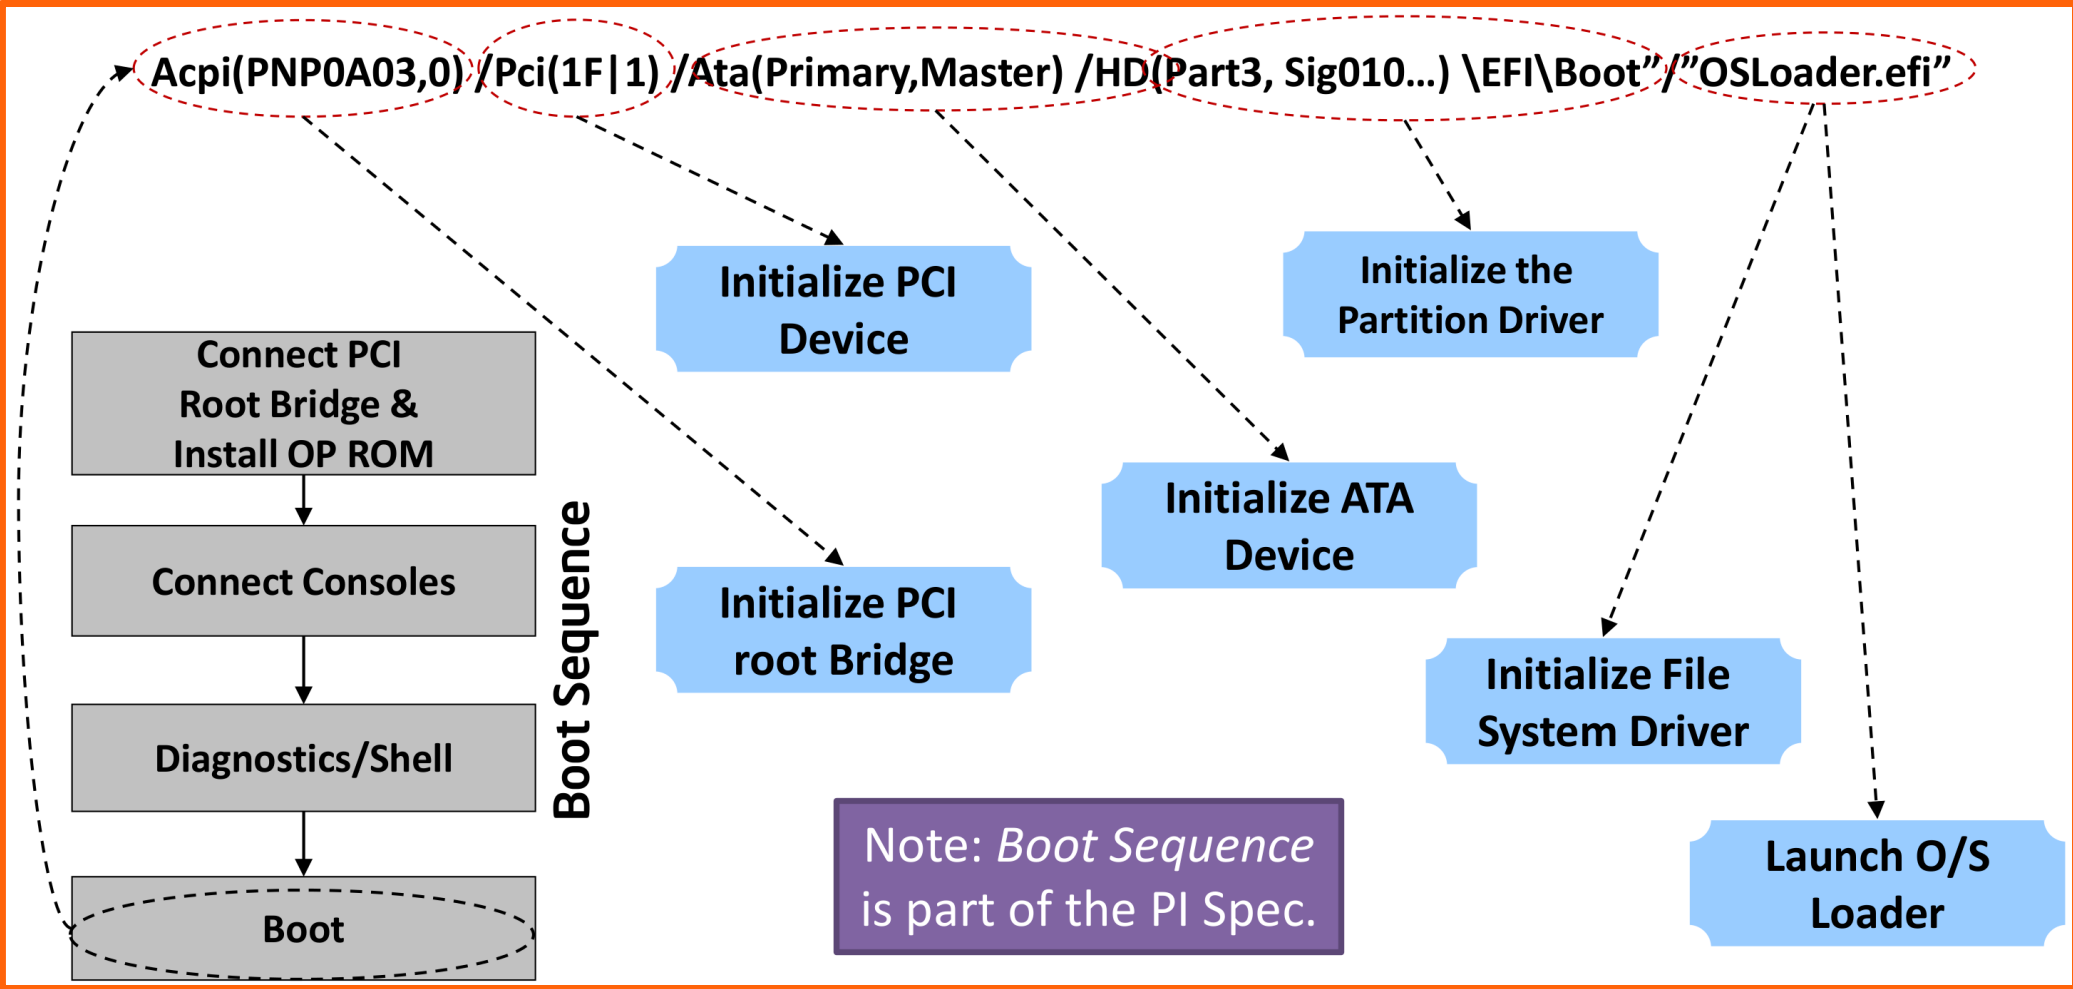 Acpi(PNP0A03,0) /Pci(1F|1) /Ata(Primary,Master) /HD(Part3, Sig010…) \EFI\Boot”/”OSLoader.efi”
Initialize PCI
Device
Initialize the
Partition Driver
Connect PCI
Root Bridge &
Install OP ROM
Connect Consoles
Diagnostics/Shell
Boot
Boot Sequence
Initialize ATA
Device
Initialize PCI
root Bridge
Initialize File
System Driver
Note: Boot Sequence
is part of the PI Spec.
Launch O/S
Loader